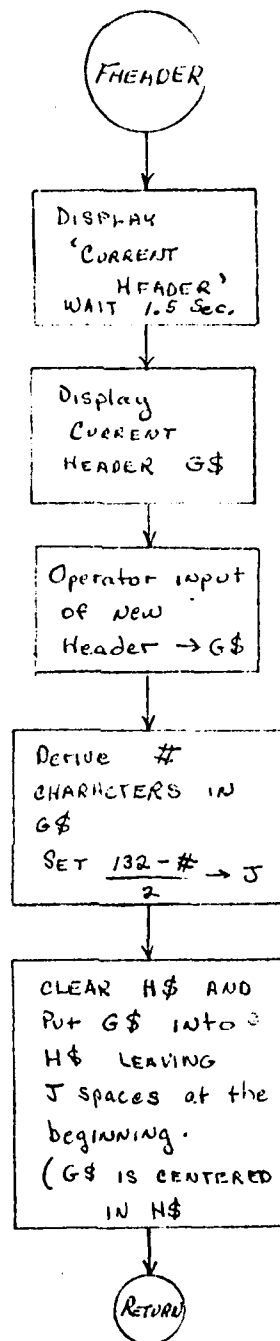 FHEADER
DISPLAY
'CURRENT
HEADER'
WAIT 1.5 Sec.
Display
CURRENT
HEADER G$
Operator input
of New
Header → G$
Derive #
CHARACTERS IN
G$
SET 132 - # / 2 → J
CLEAR H$ AND
Put G$ into
H$ LEAVING
J spaces at the
beginning.
(G$ IS CENTERED
IN H$
RETURN